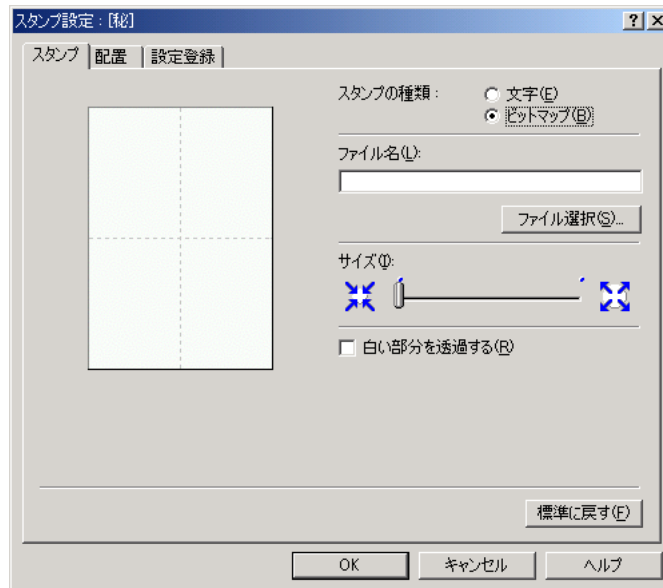 スタンプ設定：[秘]
スタンプ 配置 設定登録
スタンプの種類： 文字(E)
ビットマップ(B)
ファイル名(L):
ファイル選択(S)...
サイズ(I):
白い部分を透過する(R)
標準に戻す(F)
OK キャンセル ヘルプ